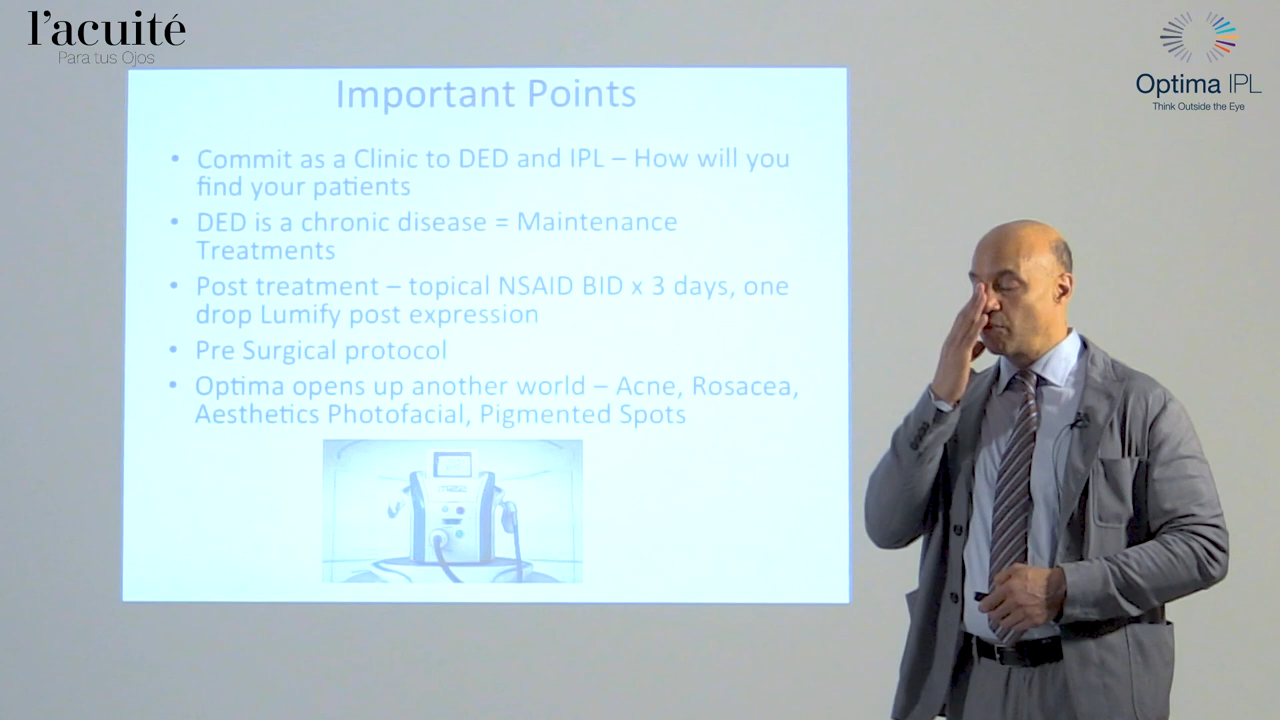 l'acuité
Para tus Ojos
Optima IPL
Think Outside the Eye
Important Points
• Commit as a Clinic to DED and IPL – How will you
find your patients
• DED is a chronic disease = Maintenance
Treatments
• Post treatment – topical NSAID BID x 3 days, one
drop Lumify post expression
• Pre Surgical protocol
• Optima opens up another world – Acne, Rosacea,
Aesthetics Photofacial, Pigmented Spots